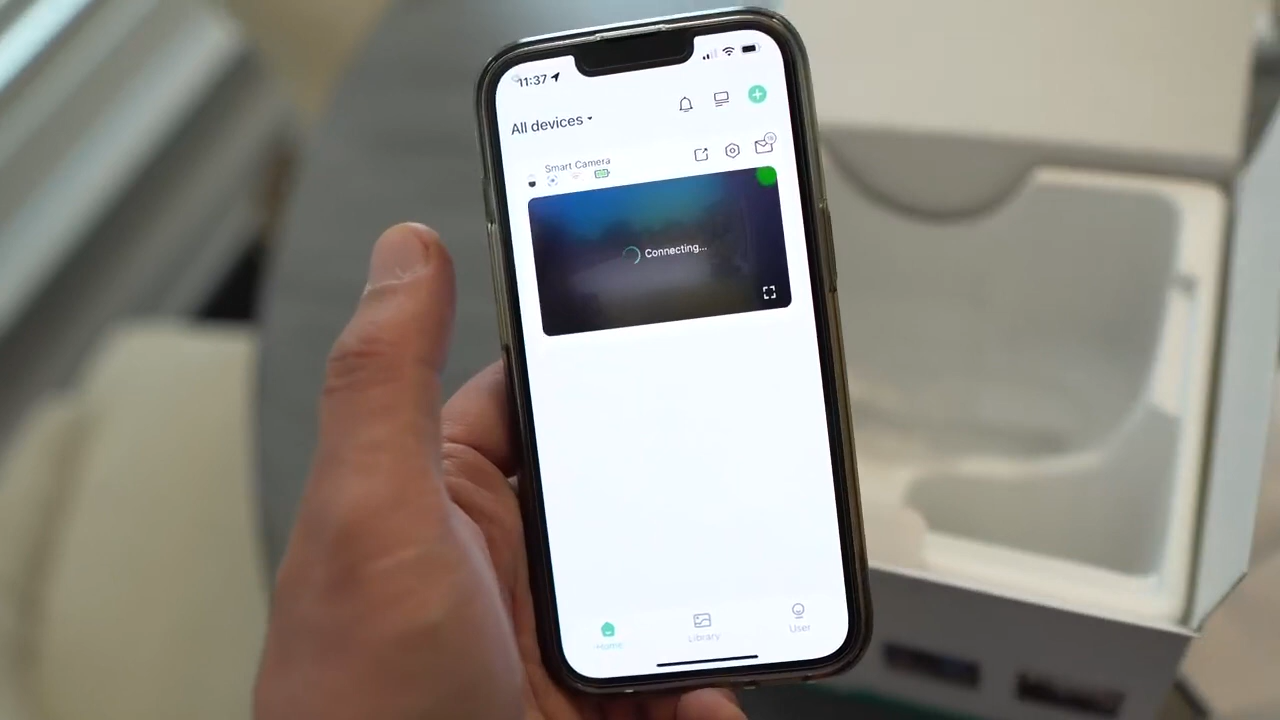 11:37
All devices
Smart Camera
Connecting...
Home
Library
User